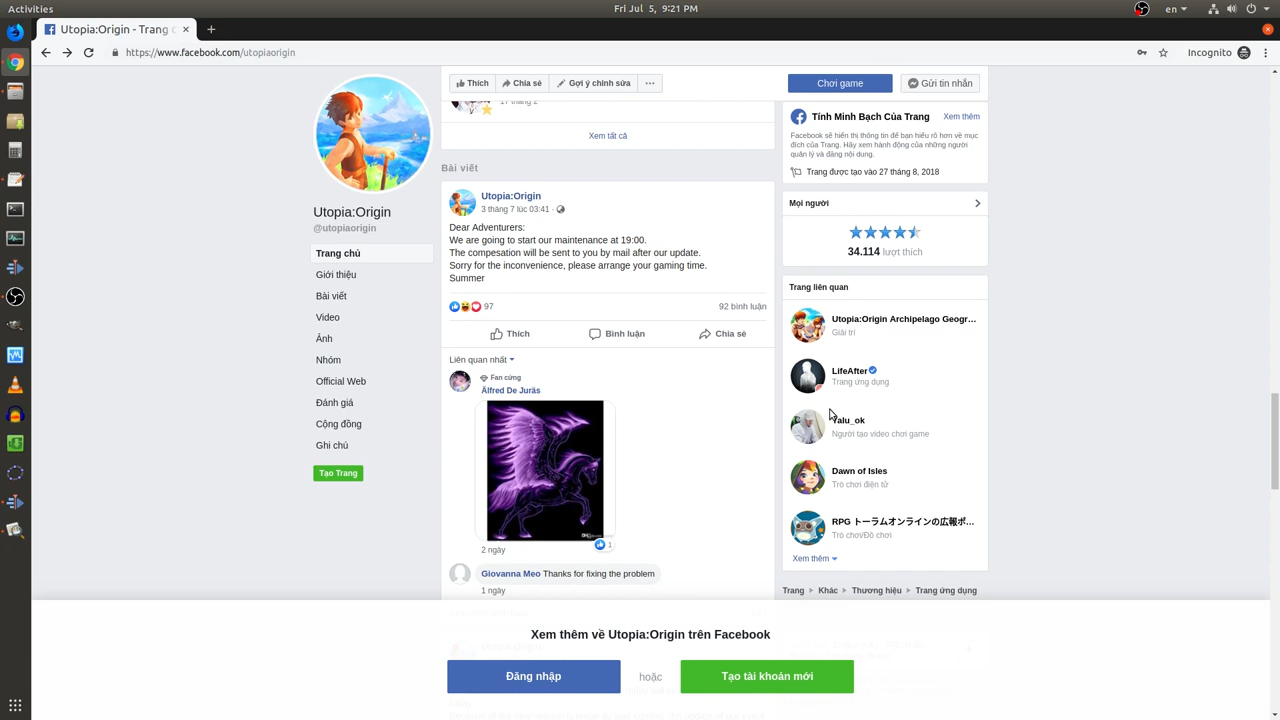 Activities
Fri Jul 5, 9:21 PM
en
Utopia:Origin - Trang c
https://www.facebook.com/utopiaorigin
Incognito
Utopia:Origin
@utopiaorigin
Trang chủ
Giới thiệu
Bài viết
Video
Ảnh
Nhóm
Official Web
Đánh giá
Cộng đồng
Ghi chú
Tạo Trang
Thích
Chia sẻ
Gợi ý chỉnh sửa
Chơi game
Gửi tin nhắn
17 tháng 2
Xem tất cả
Bài viết
Utopia:Origin
3 tháng 7 lúc 03:41 ·
Dear Adventurers:
We are going to start our maintenance at 19:00.
The compesation will be sent to you by mail after our update.
Sorry for the inconvenience, please arrange your gaming time.
Summer
97
92 bình luận
Thích
Bình luận
Chia sẻ
Liên quan nhất
Fan cứng
Älfred De Juräs
1
2 ngày
Giovanna Meo Thanks for fixing the problem
1 ngày
Tính Minh Bạch Của Trang
Xem thêm
Facebook sẽ hiển thị thông tin để bạn hiểu rõ hơn về mục
đích của Trang. Hãy xem hành động của những người
quản lý và đăng nội dung.
Trang được tạo vào 27 tháng 8, 2018
Mọi người
34.114 lượt thích
Trang liên quan
Utopia:Origin Archipelago Geogr...
Giải trí
LifeAfter
Trang ứng dụng
Yalu_ok
Người tạo video chơi game
Dawn of Isles
Trò chơi điện tử
RPG トーラムオンラインの広報ポ...
Trò chơi/Đồ chơi
Xem thêm
Trang
Khác
Thương hiệu
Trang ứng dụng
Xem thêm về Utopia:Origin trên Facebook
Đăng nhập
hoặc
Tạo tài khoản mới